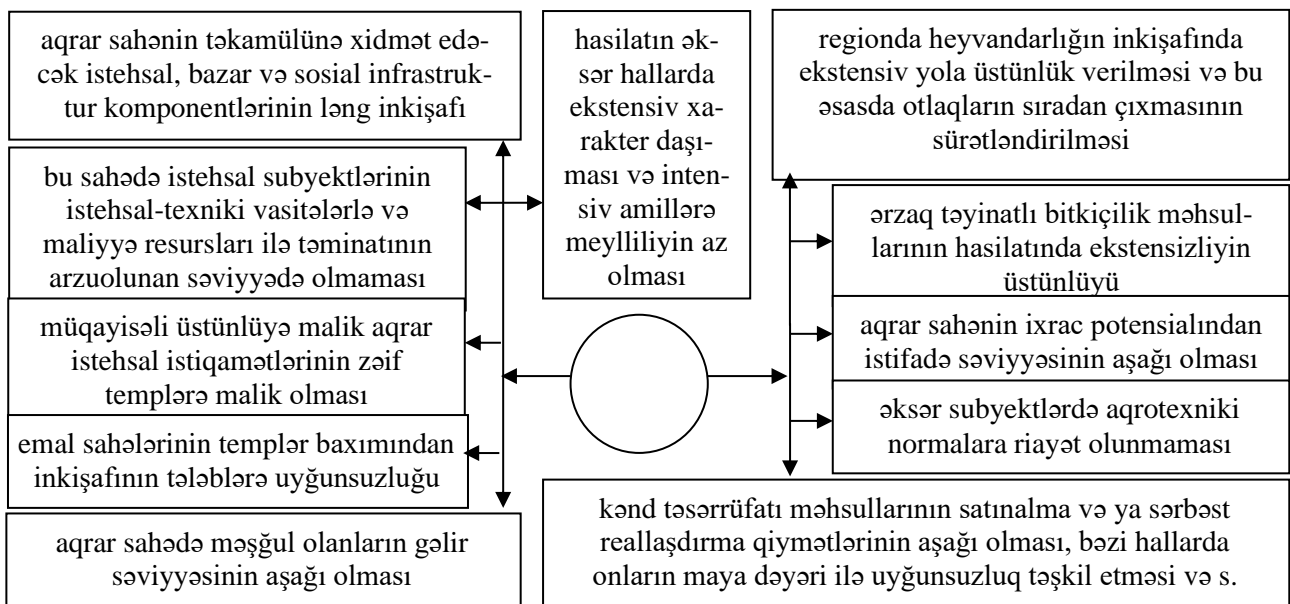 aqrar sahənin təkamülünə xidmət edə-
cək istehsal, bazar və sosial infrastruk-
tur komponentlərinin ləng inkişafı
bu sahədə istehsal subyektlərinin
istehsal-texniki vasitələrlə və
maliyyə resursları ilə təminatının
arzuolunan səviyyədə olmaması
müqayisəli üstünlüyə malik aqrar
istehsal istiqamətlərinin zəif
templərə malik olması
emal sahələrinin templər baxımından
inkişafının tələblərə uyğunsuzluğu
aqrar sahədə məşğul olanların gəlir
səviyyəsinin aşağı olması
hasilatın ək-
sər hallarda
ekstensiv xa-
rakter daşı-
ması və inten-
siv amillərə
meylliliyin az
olması
regionda heyvandarlığın inkişafında
ekstensiv yola üstünlük verilməsi və bu
əsasda otlaqların sıradan çıxmasının
sürətləndirilməsi
ərzaq təyinatlı bitkiçilik məhsul-
larının hasilatında ekstensizliyin
üstünlüyü
aqrar sahənin ixrac potensialından
istifadə səviyyəsinin aşağı olması
əksər subyektlərdə aqrotexniki
normalara riayət olunmaması
kənd təsərrüfatı məhsullarının satınalma və ya sərbəst
reallaşdırma qiymətlərinin aşağı olması, bəzi hallarda
onların maya dəyəri ilə uyğunsuzluq təşkil etməsi və s.